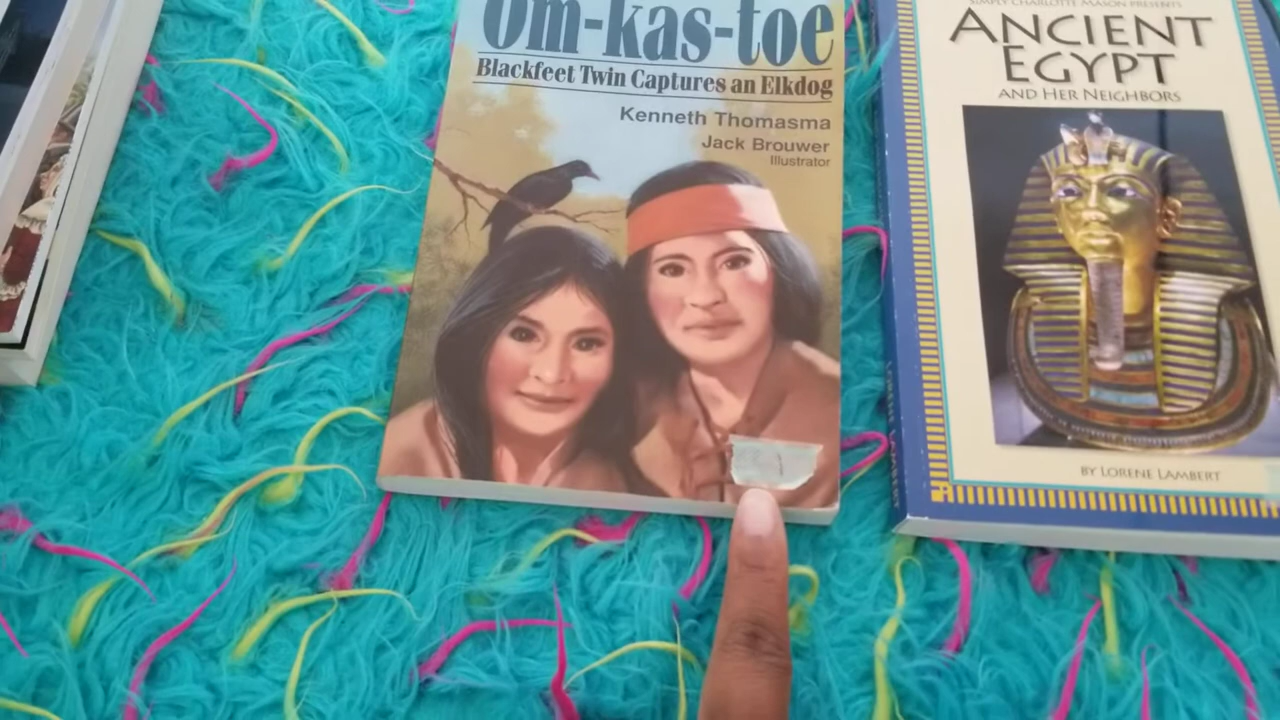 Om-kas-toe
Blackfeet Twin Captures an Elkdog
Kenneth Thomasma
Jack Brouwer
Illustrator
SIMPLY CHARLOTTE MASON PRESENTS
ANCIENT
EGYPT
AND HER NEIGHBORS
BY LORENE LAMBERT